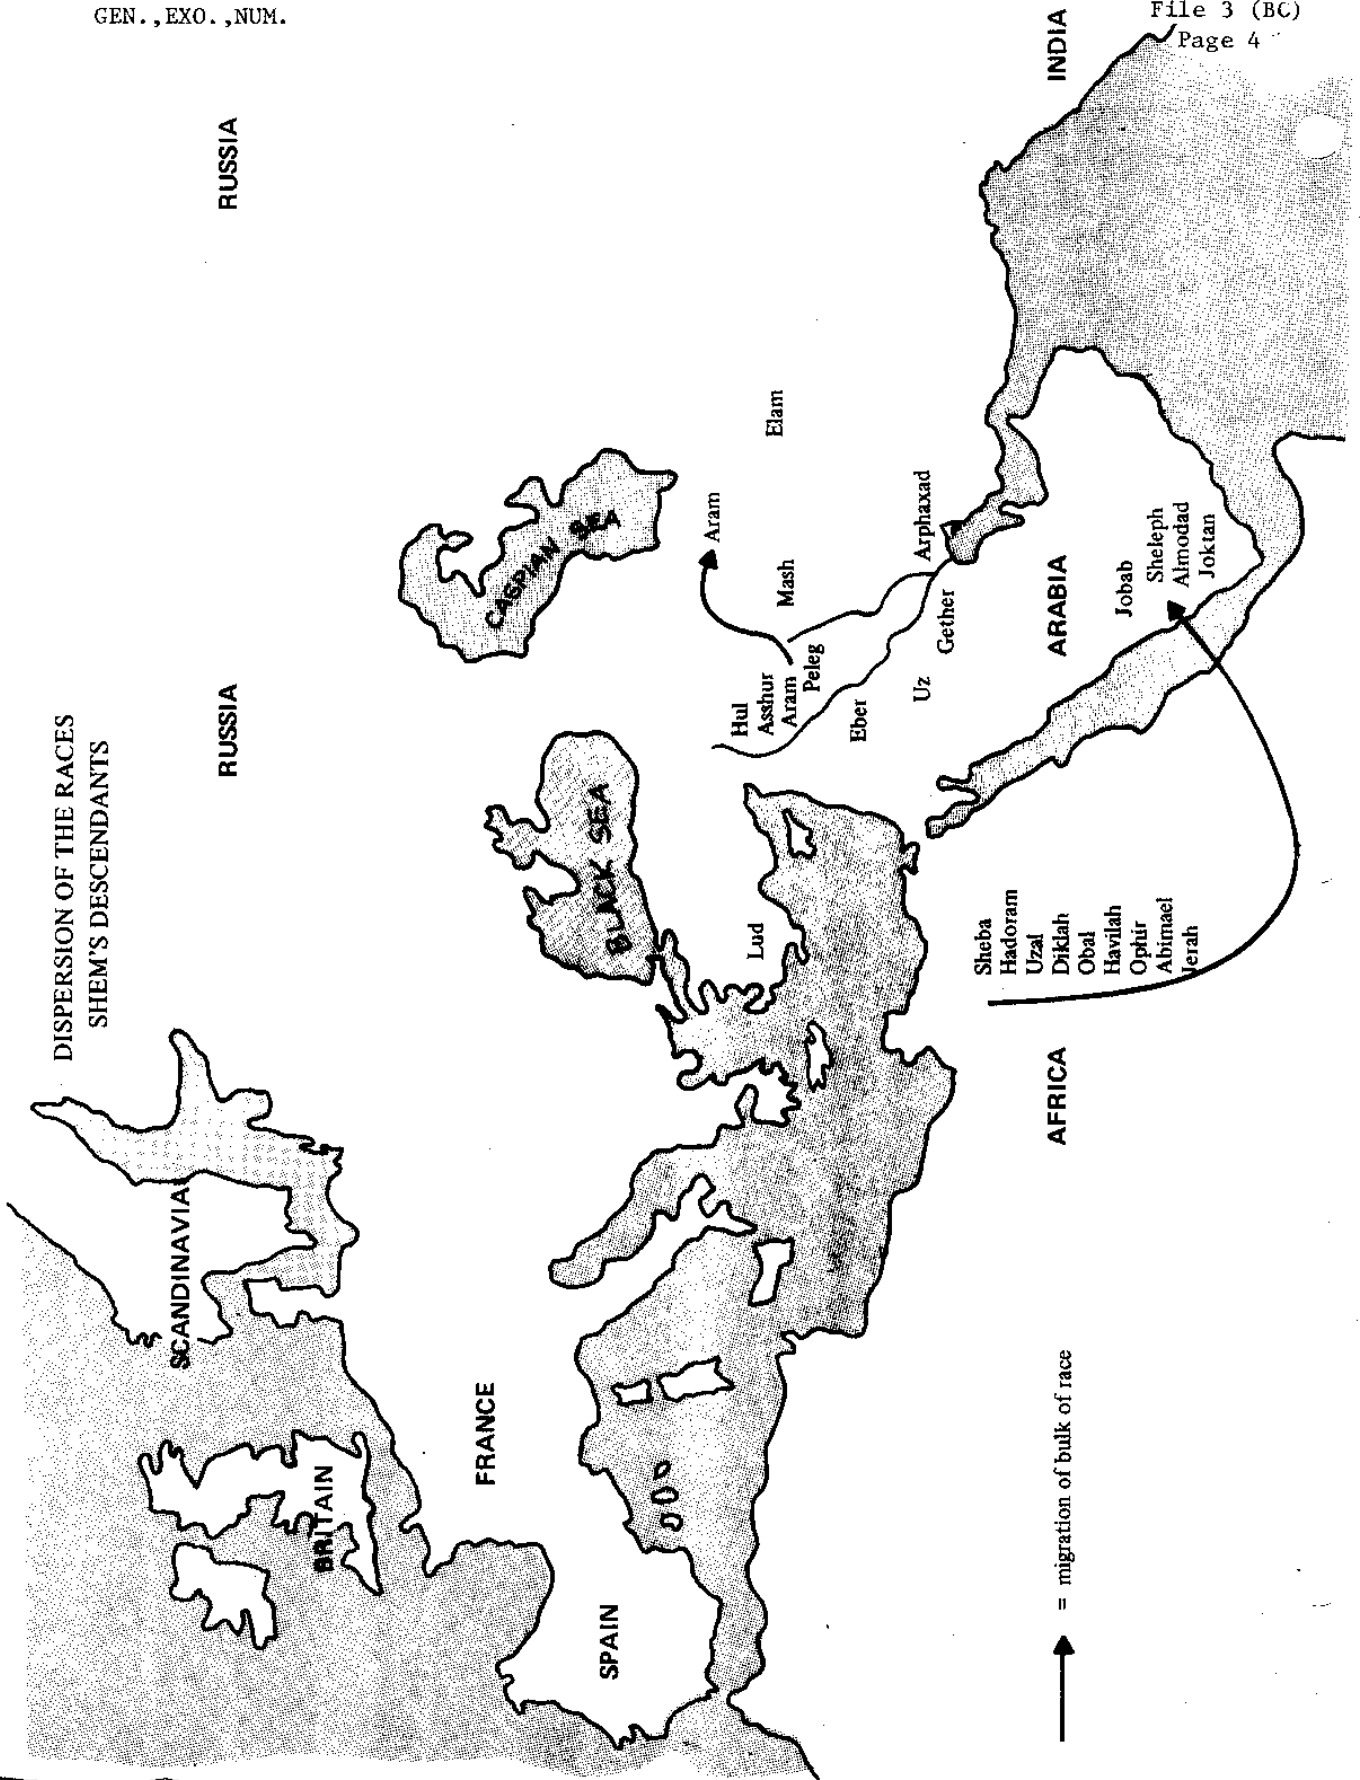 GEN.,EXO.,NUM.
File 3 (BC)
Page 4
DISPERSION OF THE RACES
SHEM'S DESCENDANTS
SCANDINAVIA
RUSSIA
RUSSIA
BRITAIN
FRANCE
SPAIN
BLACK SEA
CASPIAN SEA
Lud
Hul
Asshur
Aram
Peleg
Aram
Mash
Elam
Eber
Uz
Gether
Arphaxad
INDIA
ARABIA
AFRICA
Sheba
Hadoram
Uzal
Diklah
Obal
Havilah
Ophir
Abimael
Jerah
Jobab
Sheleph
Almodad
Joktan
= migration of bulk of race